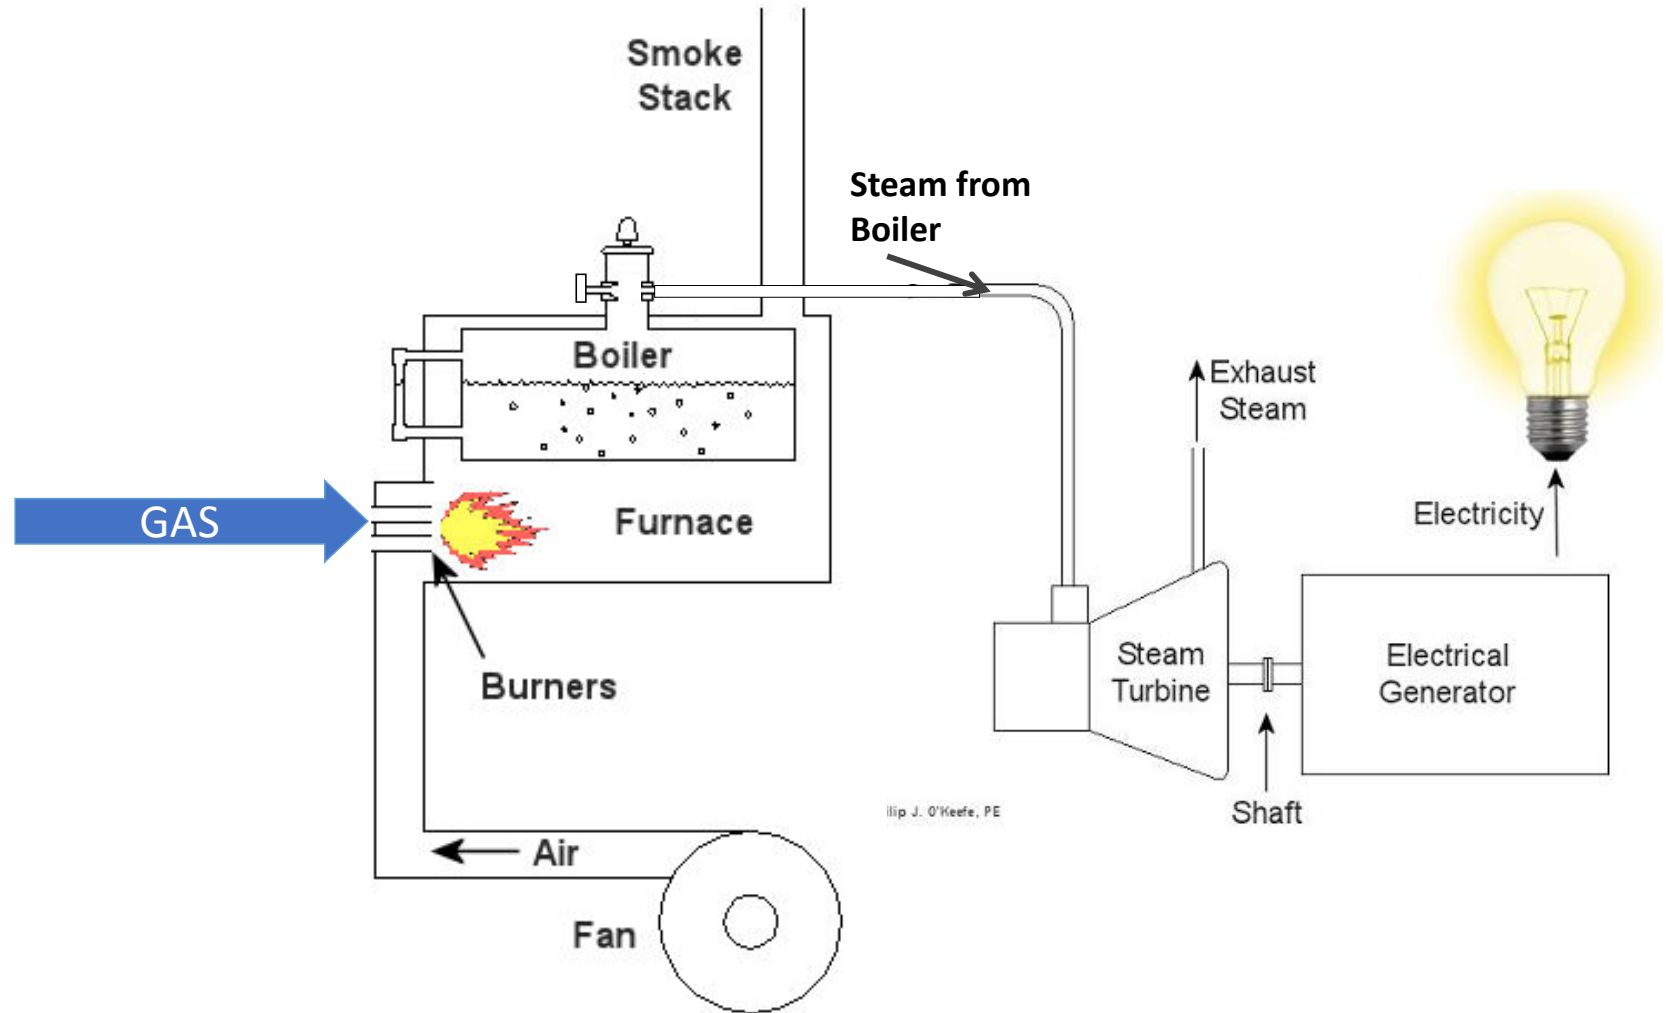 Smoke
Stack
Steam from
Boiler
Boiler
Exhaust
Steam
GAS
Furnace
Electricity
Burners
Steam
Turbine
Electrical
Generator
Shaft
ilip J. O'Keefe, PE
Air
Fan